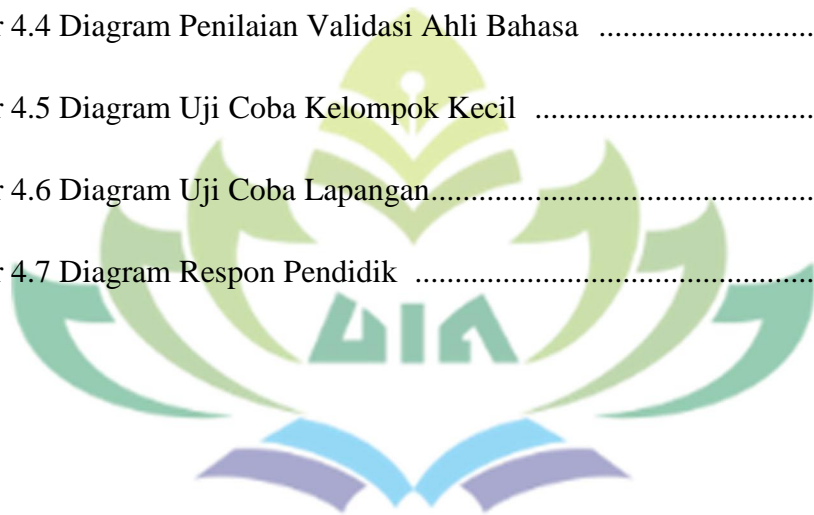 r 4.4 Diagram Penilaian Validasi Ahli Bahasa ..........................
r 4.5 Diagram Uji Coba Kelompok Kecil ..................................
r 4.6 Diagram Uji Coba Lapangan..............................................
r 4.7 Diagram Respon Pendidik ................................................
UIN